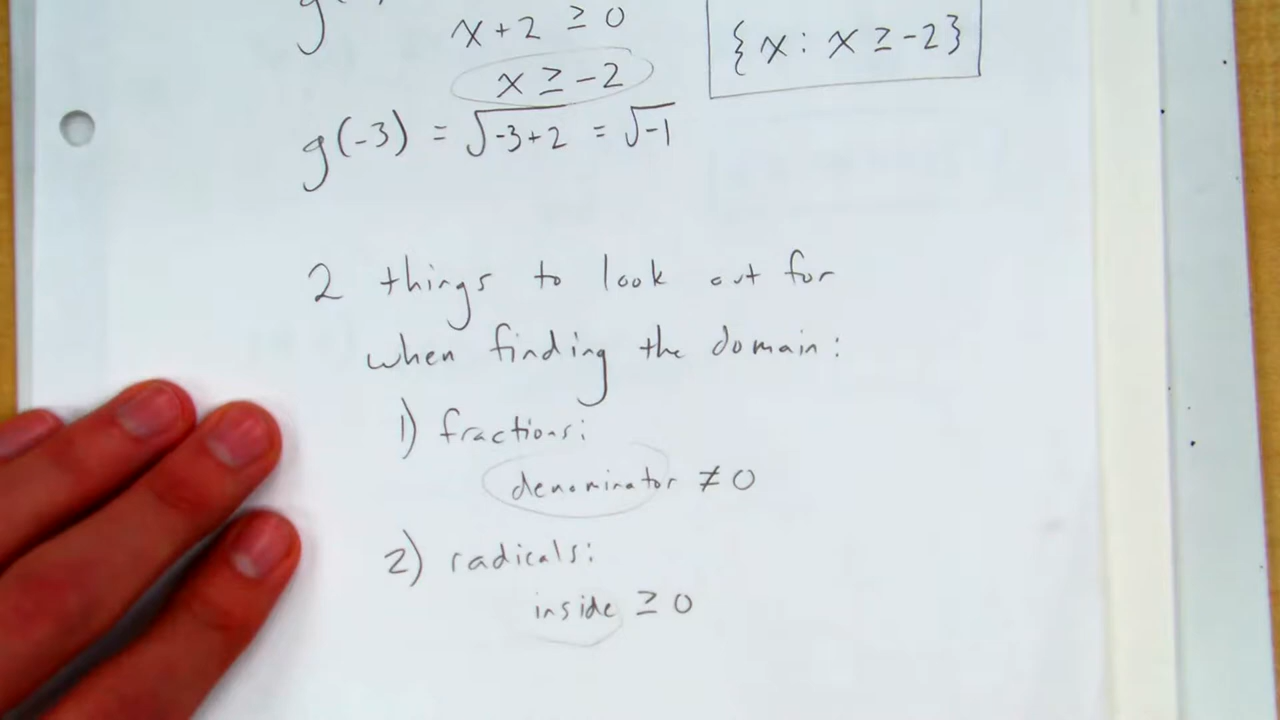 g(
x + 2 ≥ 0
{x : x ≥ -2}
x ≥ -2
g(-3) = √-3+2 = √-1
2 things to look out for
when finding the domain:
1) fractions:
denominator ≠ 0
2) radicals:
inside ≥ 0